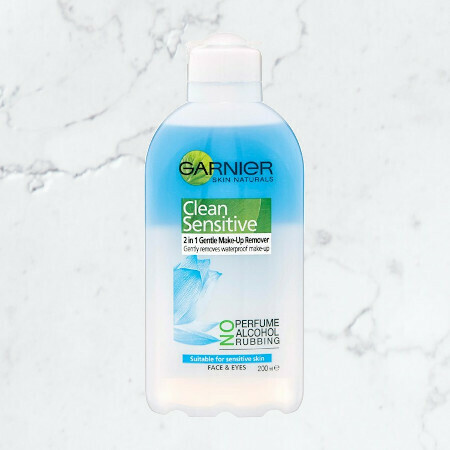 GARNIER
SKIN NATURALS
Clean
Sensitive
2 in 1 Gentle Make-Up Remover
Gently removes waterproof make-up
NO
PERFUME
ALCOHOL
RUBBING
Suitable for sensitive skin
FACE & EYES
200 ml ℮